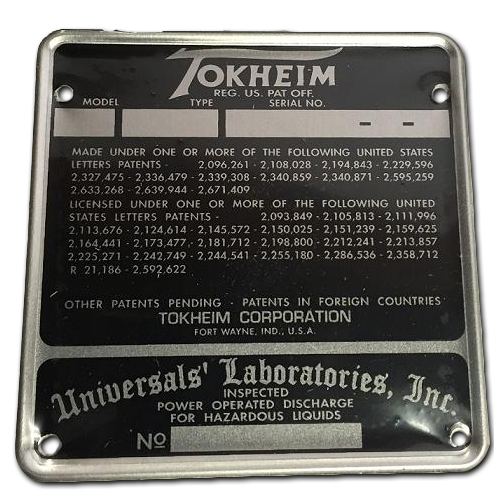 TOKHEIM
REG. US. PAT OFF.
MODEL TYPE SERIAL NO.
- -
MADE UNDER ONE OR MORE OF THE FOLLOWING UNITED STATES
LETTERS PATENTS - 2,096,261 - 2,108,028 - 2,194,843 - 2,229,596
2,327,475 - 2,336,479 - 2,339,308 - 2,340,859 - 2,340,871 - 2,595,259
2,633,268 - 2,639,944 - 2,671,409
LICENSED UNDER ONE OR MORE OF THE FOLLOWING UNITED
STATES LETTERS PATENTS - 2,093,849 - 2,105,813 - 2,111,996
2,113,676 - 2,124,614 - 2,145,572 - 2,150,025 - 2,151,239 - 2,159,625
2,164,441 - 2,173,477 - 2,181,712 - 2,198,800 - 2,212,241 - 2,213,857
2,225,271 - 2,242,749 - 2,244,541 - 2,255,180 - 2,286,536 - 2,358,712
R 21,186 - 2,592,622
OTHER PATENTS PENDING - PATENTS IN FOREIGN COUNTRIES
TOKHEIM CORPORATION
FORT WAYNE, IND., U.S.A.
Universals' Laboratories, Inc.
INSPECTED
POWER OPERATED DISCHARGE
FOR HAZARDOUS LIQUIDS
No